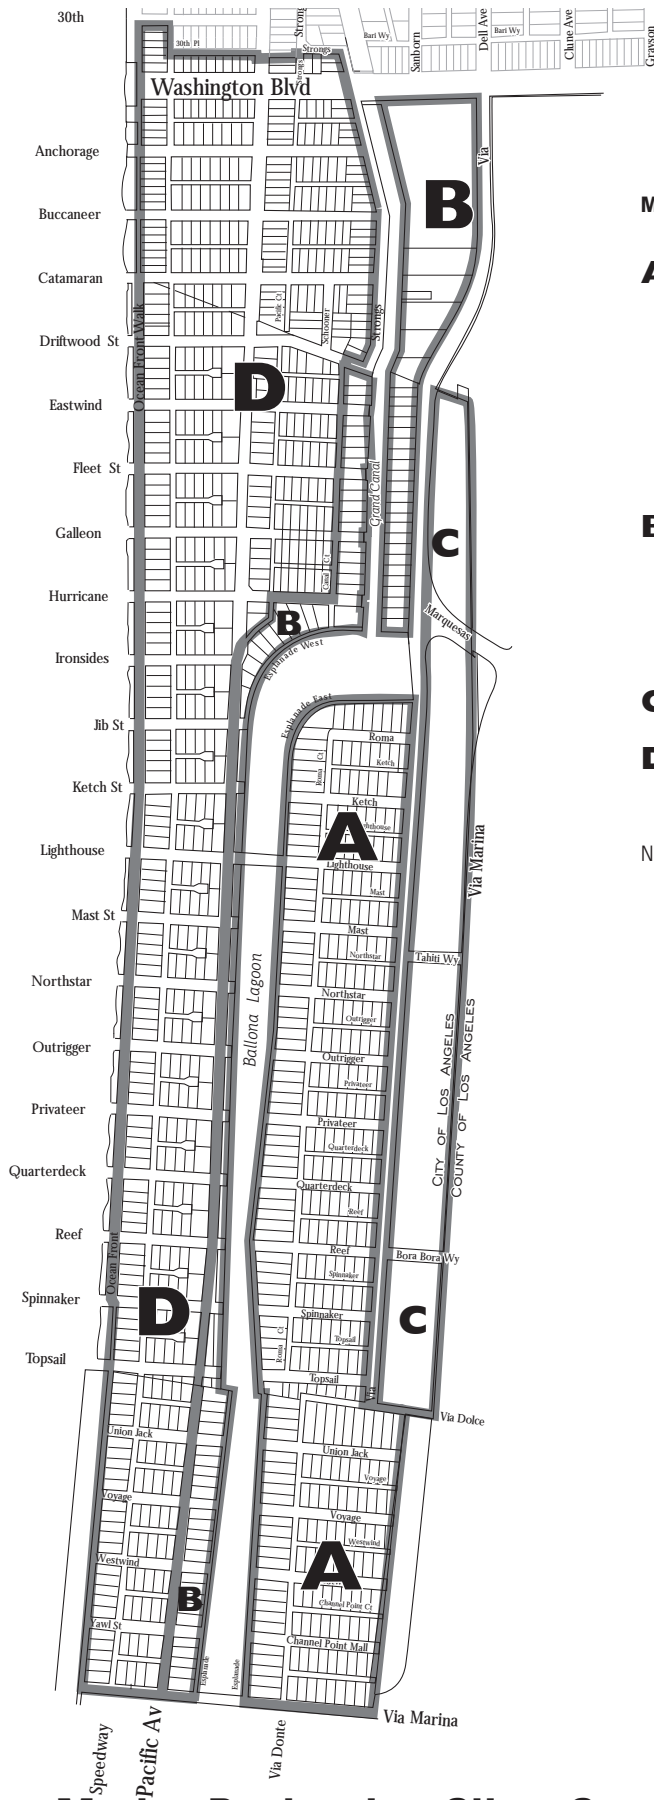 30th
Strong
Bari Wy
Sanborn
Dell Ave
Bari Wy
Clune Ave
Grayson
30th Pl
Strongs
Strongs
Washington Blvd
Via
Anchorage
B
M
Buccaneer
A
Catamaran
Pacific Ct
Schooner
Strongs
Ocean Front Walk
Driftwood St
D
Eastwind
Fleet St
Grand Canal
Galleon
C
B
Canal Ct
Hurricane
Marquesas
B
Esplanade West
Ironsides
C
Esplanade East
Jib St
Roma
Roma Ct
Ketch
D
Ketch St
Ketch
A
Lighthouse
Lighthouse
Via Marina
N
Mast
Mast St
Mast
Northstar
Tahiti Wy
Ballona Lagoon
Northstar
Northstar
Outrigger
City of Los Angeles
County of Los Angeles
Outrigger
Outrigger
Privateer
Privateer
Privateer
Quarterdeck
Quarterdeck
Quarterdeck
Reef
Reef
Reef
Bora Bora Wy
Ocean Front
Spinnaker
Spinnaker
D
Spinnaker
C
Topsail
Roma Ct
Topsail
Topsail
Via
Via Dolce
Union Jack
Union Jack
Voyage
Voyage
Voyage
Westwind
Westwind
A
B
Channel Point Ct
Yawl St
Channel Point Mall
Esplanade
Esplanade
Via Marina
Speedway
Pacific Av
Via Donte